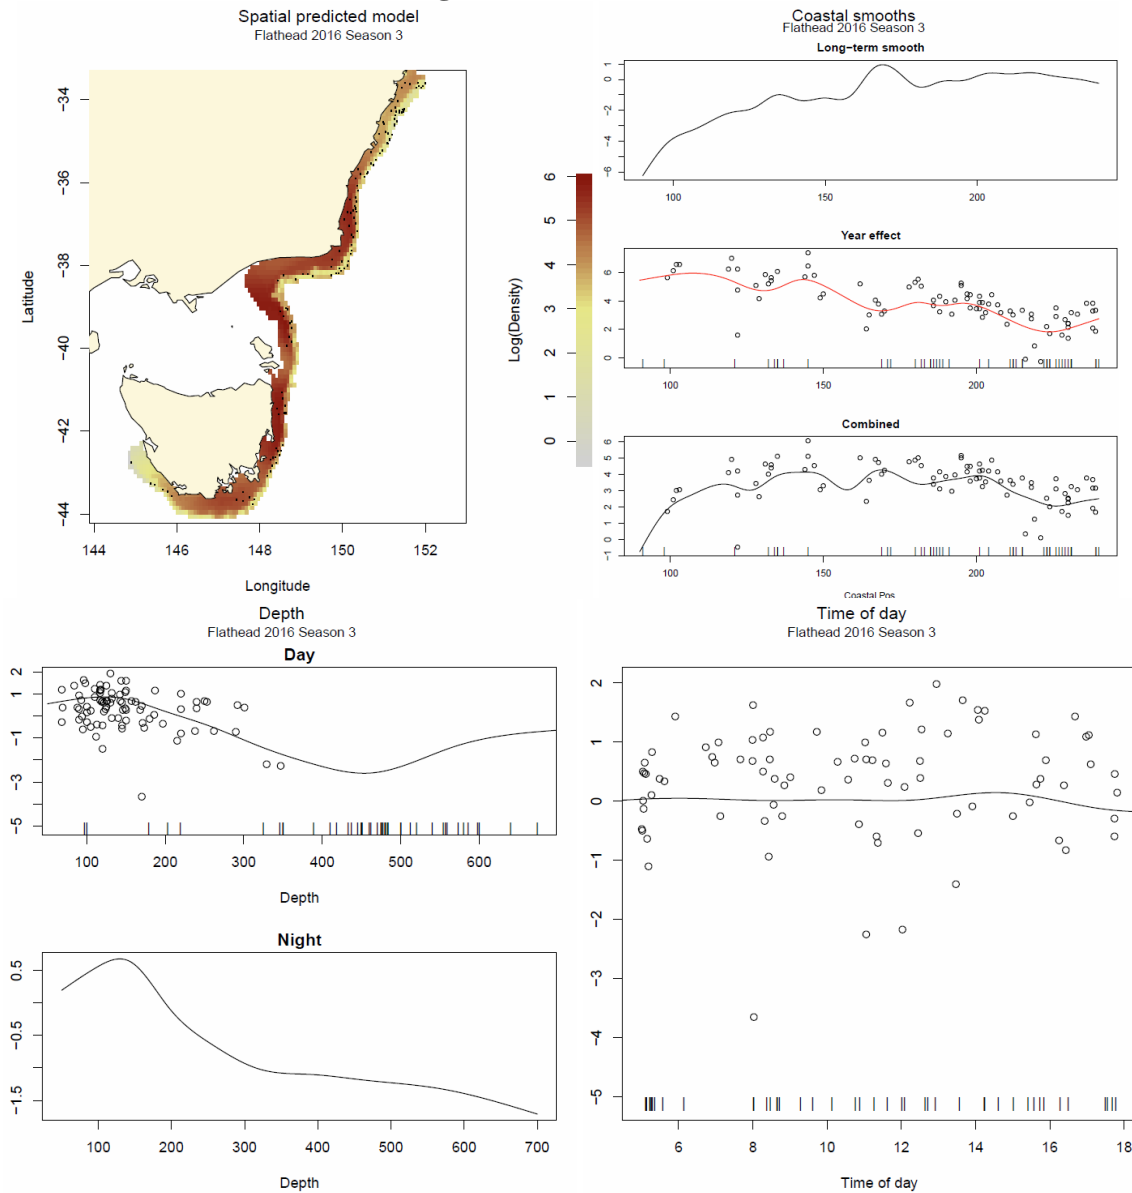 Spatial predicted model
Flathead 2016 Season 3
-34
-36
-38
-40
-42
-44
Latitude
144 146 148 150 152
Longitude
6
5
4
3
2
1
0
Log(Density)
Coastal smooths
Flathead 2016 Season 3
Long-term smooth
1
0
-2
-4
-6
100 150 200
Year effect
6
4
2
0
100 150 200
Combined
6
5
4
3
2
1
0
-1
100 150 200
Coastal Pos
Depth
Flathead 2016 Season 3
Day
2
1
-1
-3
-5
100 200 300 400 500 600
Depth
Night
0.5
-0.5
-1.5
100 200 300 400 500 600 700
Depth
Time of day
Flathead 2016 Season 3
2
1
0
-1
-2
-3
-4
-5
6 8 10 12 14 16 18
Time of day